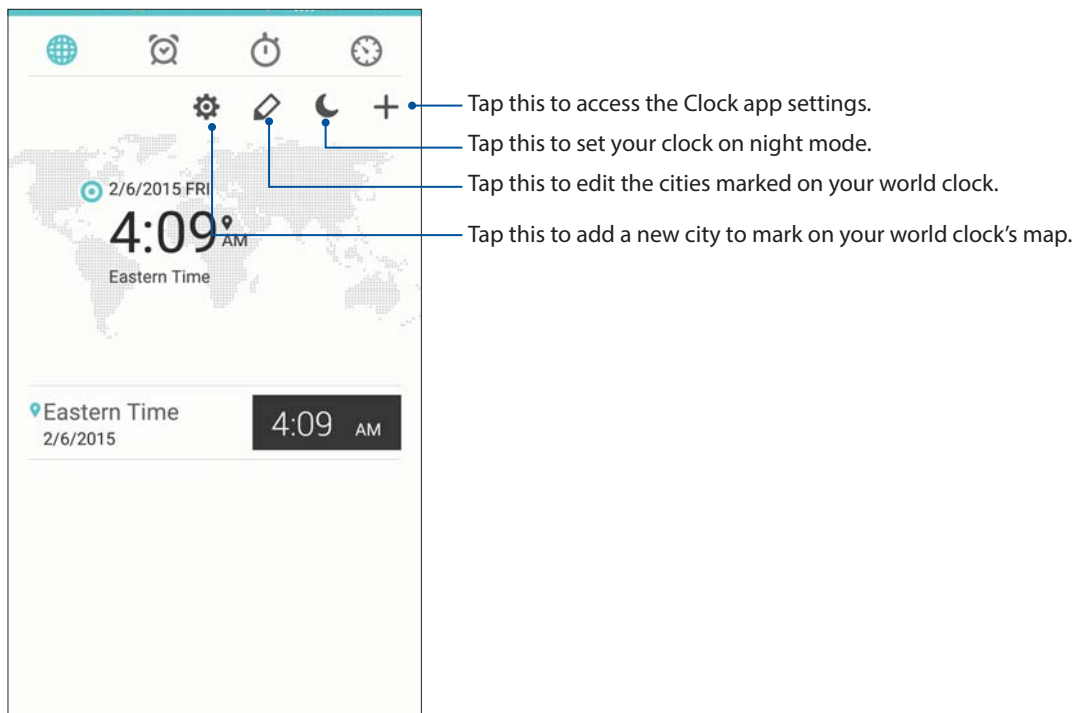 Tap this to access the Clock app settings.
Tap this to set your clock on night mode.
2/6/2015 FRI
Tap this to edit the cities marked on your world clock.
4:09 AM
Tap this to add a new city to mark on your world clock’s map.
Eastern Time
Eastern Time
4:09 AM
2/6/2015